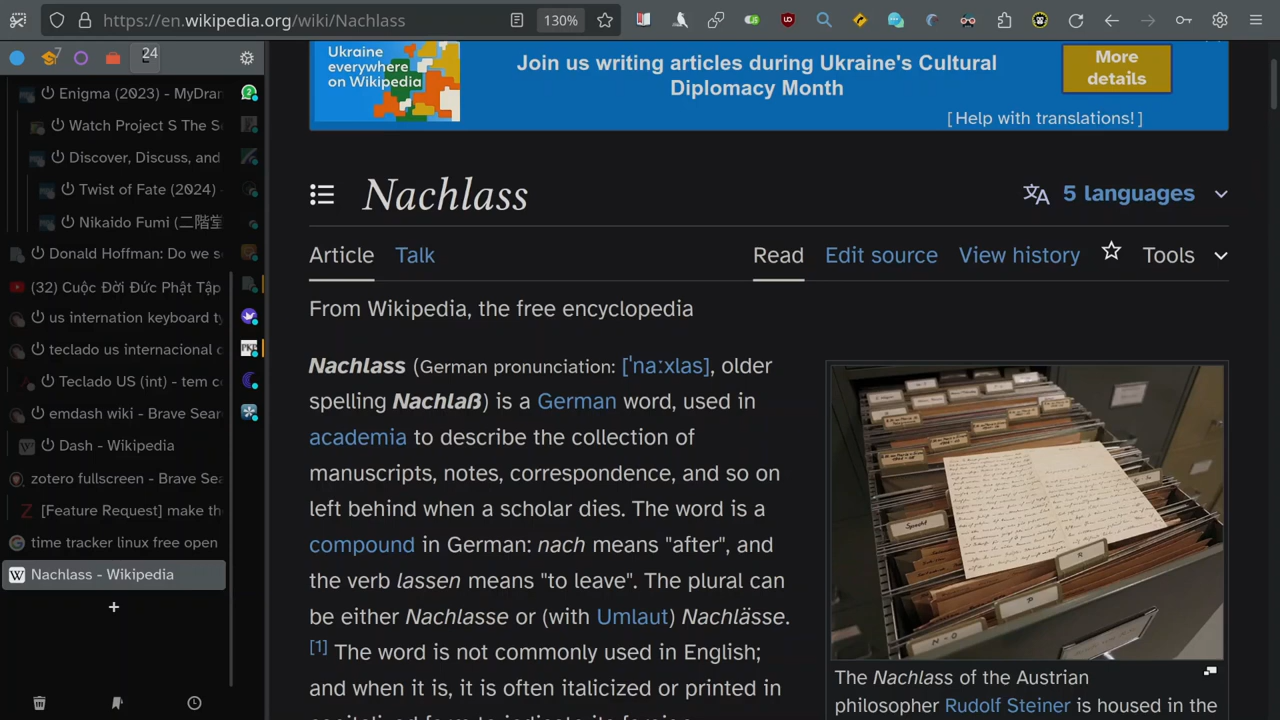 https://en.wikipedia.org/wiki/Nachlass
130%
7
24
Enigma (2023) - MyDran
Watch Project S The Se
Discover, Discuss, and
Twist of Fate (2024) -
Nikaido Fumi (二階堂
Donald Hoffman: Do we s
(32) Cuộc Đời Đức Phật Tập
us internation keyboard ty
teclado us internacional c
Teclado US (int) - tem c
emdash wiki - Brave Sear
Dash - Wikipedia
zotero fullscreen - Brave Sea
[Feature Request] make th
time tracker linux free open
Nachlass - Wikipedia
Ukraine
everywhere
on Wikipedia
Join us writing articles during Ukraine's Cultural
Diplomacy Month
More
details
[ Help with translations! ]
Nachlass
5 languages
Article Talk
Read Edit source View history Tools
From Wikipedia, the free encyclopedia
Nachlass (German pronunciation: [ˈnaːxlas], older
spelling Nachlaß) is a German word, used in
academia to describe the collection of
manuscripts, notes, correspondence, and so on
left behind when a scholar dies. The word is a
compound in German: nach means "after", and
the verb lassen means "to leave". The plural can
be either Nachlasse or (with Umlaut) Nachlässe.
[1] The word is not commonly used in English;
and when it is, it is often italicized or printed in
The Nachlass of the Austrian
philosopher Rudolf Steiner is housed in the